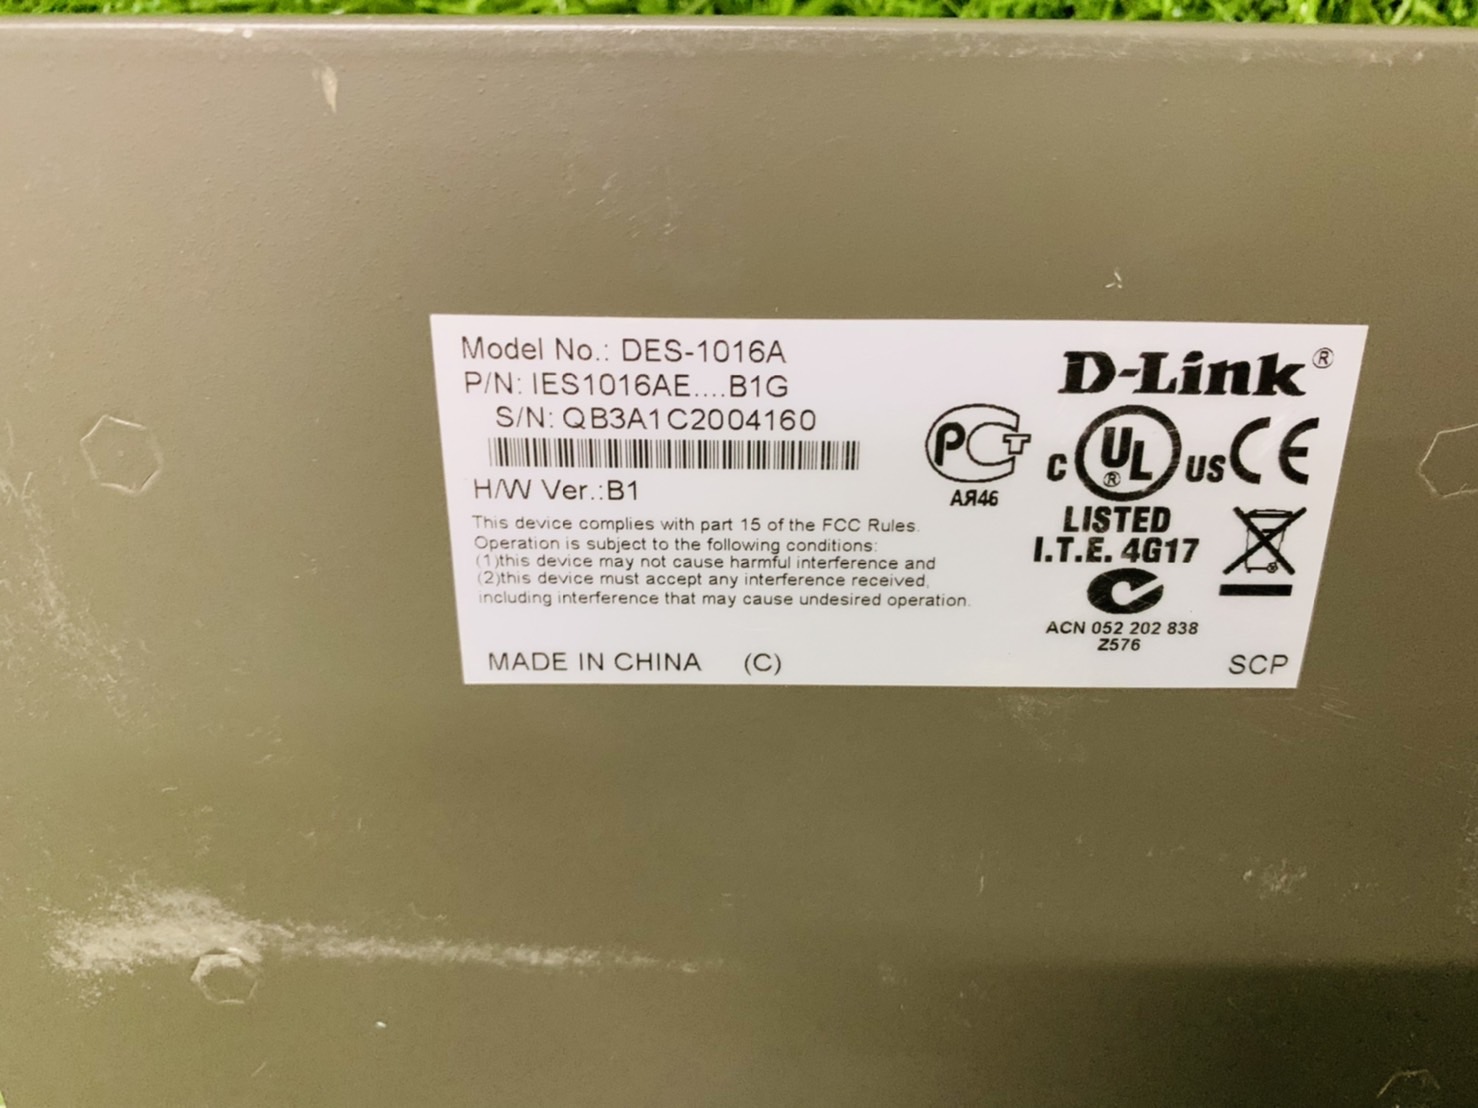 Model No.: DES-1016A
P/N: IES1016AE....B1G
S/N: QB3A1C2004160
H/W Ver.:B1
This device complies with part 15 of the FCC Rules.
Operation is subject to the following conditions:
(1)this device may not cause harmful interference and
(2)this device must accept any interference received,
including interference that may cause undesired operation.
MADE IN CHINA (C)
D-Link®
PCT
АЯ46
C UL® US CE
LISTED
I.T.E. 4G17
ACN 052 202 838
Z576
SCP